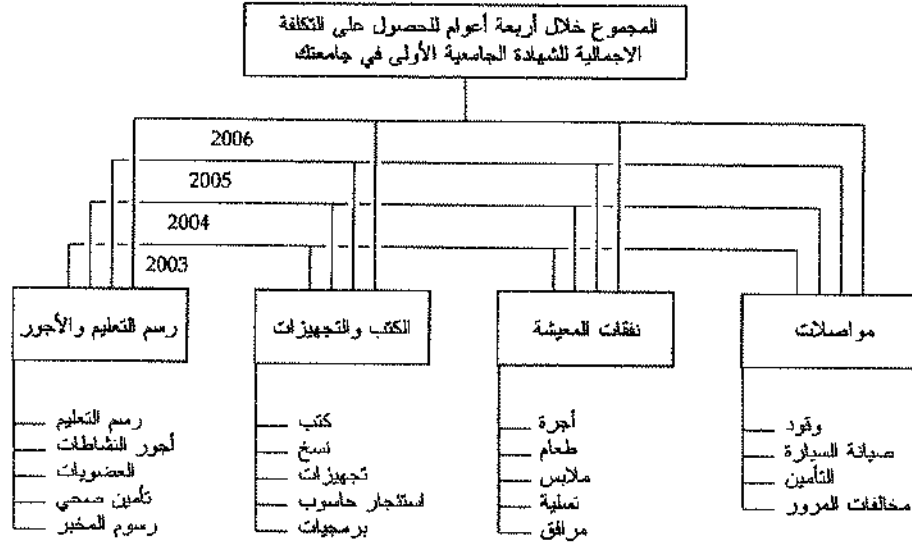 المجموع خلال أربعة أعوام للحصول على التكلفة
الاجمالية للشهادة الجامعية الأولى في جامعتك
2006
2005
2004
2003
رسم التعليم والأجور
الكتب والتجهيزات
نفقات المعيشة
مواصلات
رسم التعليم
أجور النشاطات
العضويات
تأمين صحي
رسوم المخبر
كتب
نسخ
تجهيزات
استئجار حاسوب
برمجيات
أجرة
طعام
ملابس
تسلية
مرافق
وقود
صيانة السيارة
التأمين
مخالفات المرور